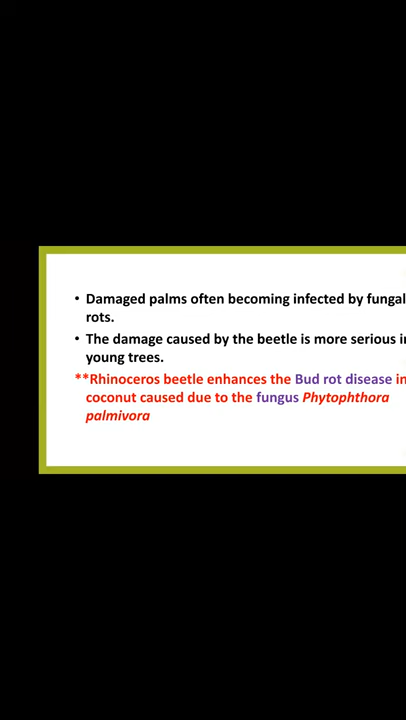 • Damaged palms often becoming infected by fungal
rots.
• The damage caused by the beetle is more serious in
young trees.
**Rhinoceros beetle enhances the Bud rot disease in
coconut caused due to the fungus Phytophthora
palmivora